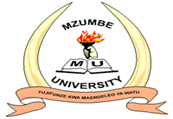 MZUMBE
M U
UNIVERSITY
TUJIFUNZE KWA MAENDELEO YA WATU